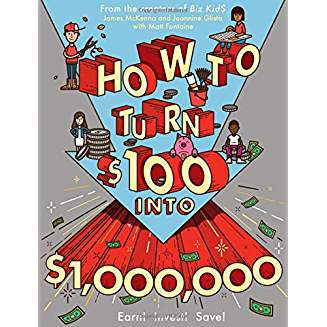 From the creators of Biz Kid$
James McKenna and Jeannine Glista
with Matt Fontaine
HOW TO
TURN
$100
INTO
$1,000,000
Earn! Invest! Save!